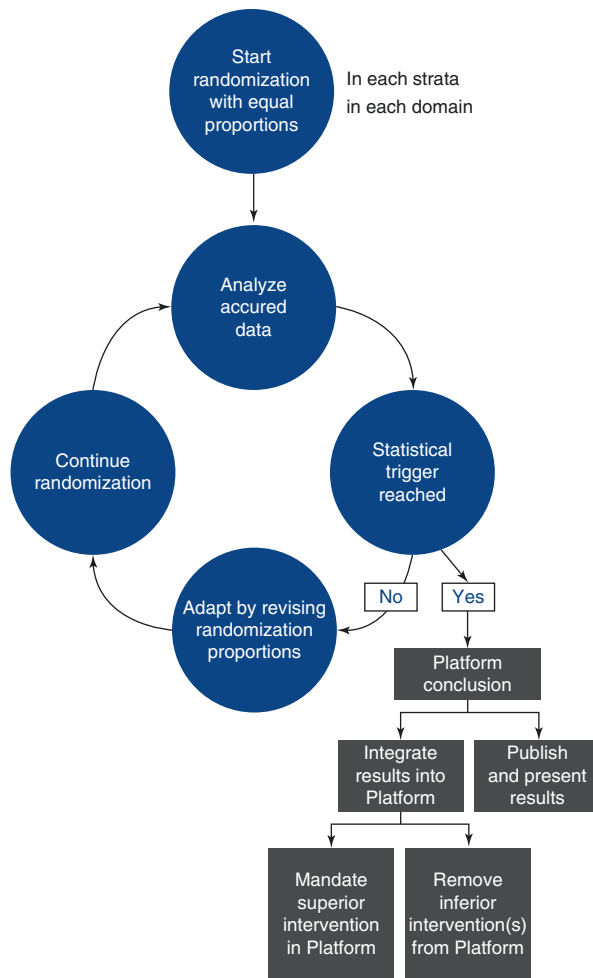 Start
randomization
with equal
proportions
In each strata
in each domain
Analyze
accured
data
Continue
randomization
Statistical
trigger
reached
Adapt by revising
randomization
proportions
No
Yes
Platform
conclusion
Integrate
results into
Platform
Publish
and present
results
Mandate
superior
intervention
in Platform
Remove
inferior
intervention(s)
from Platform